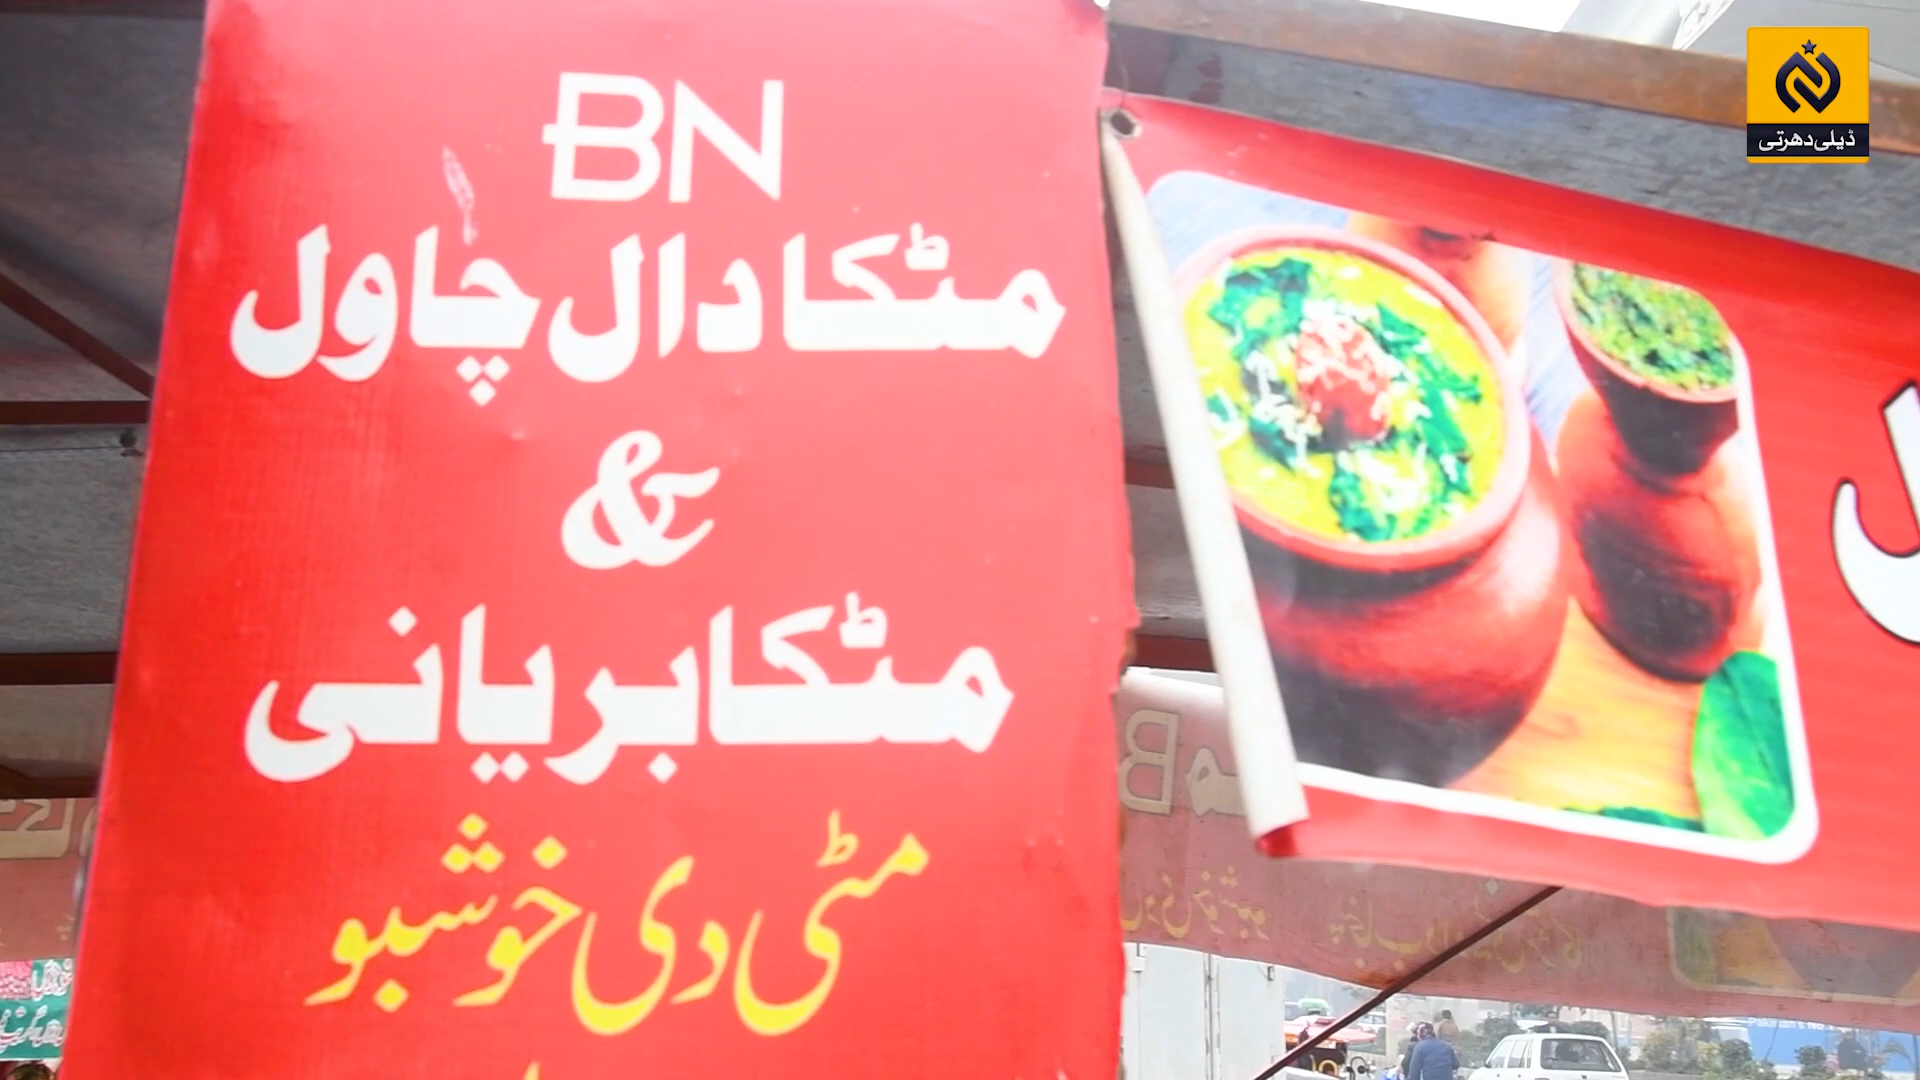 BN
مٹکا دال چاول
&
مٹکا بریانی
مٹی دی خوشبو
ڈیلی دھرتی